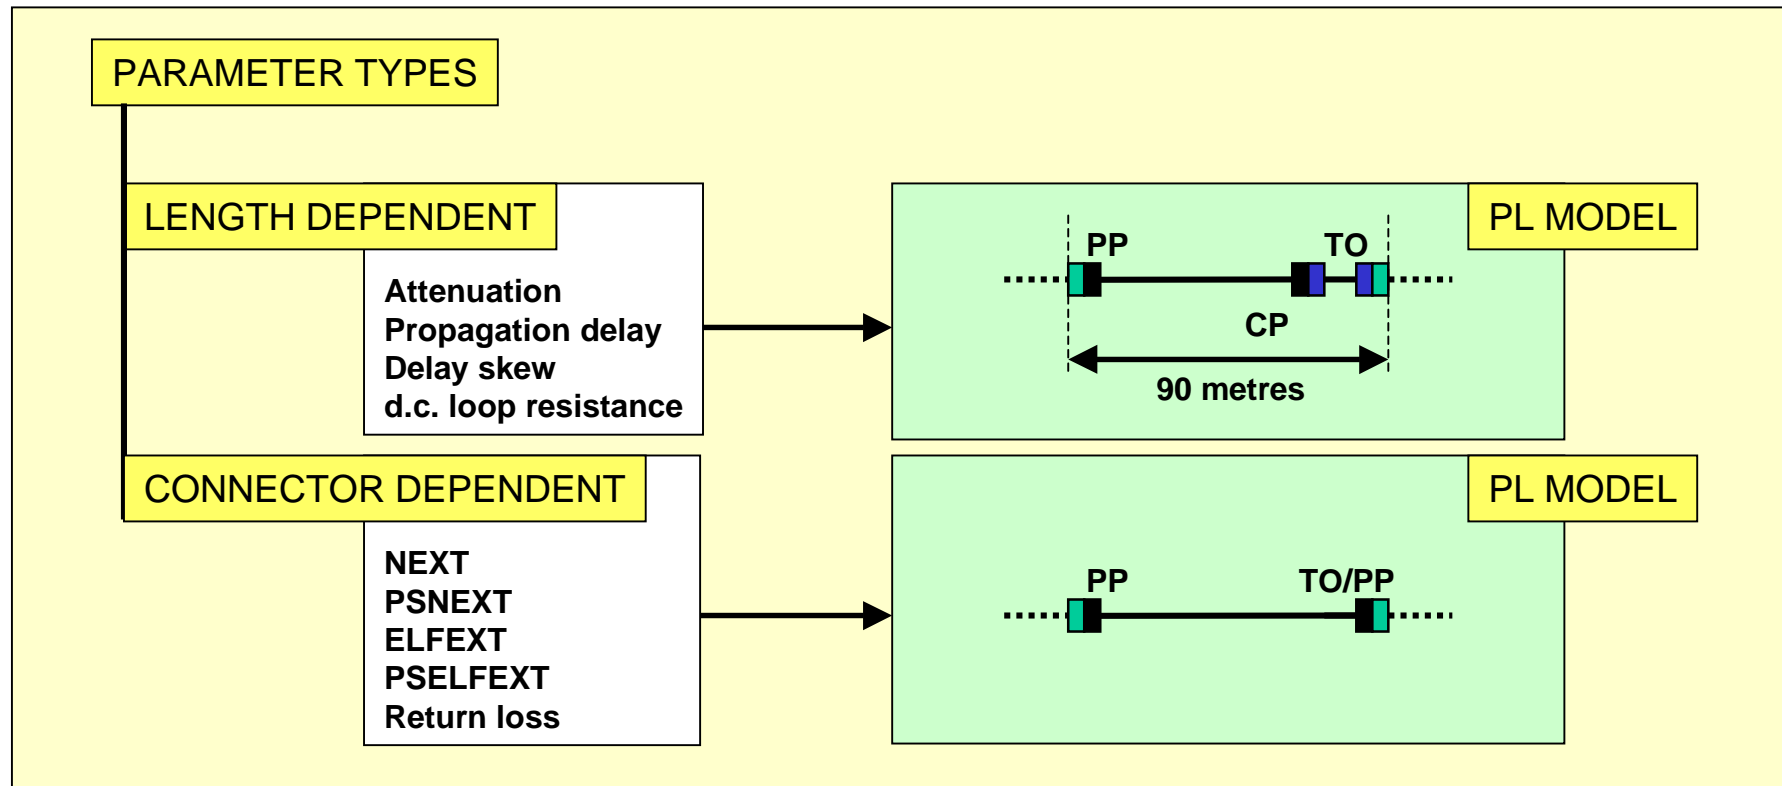 PARAMETER TYPES
LENGTH DEPENDENT
Attenuation
Propagation delay
Delay skew
d.c. loop resistance
PL MODEL
PP
TO
CP
90 metres
CONNECTOR DEPENDENT
NEXT
PSNEXT
ELFEXT
PSELFEXT
Return loss
PL MODEL
PP
TO/PP